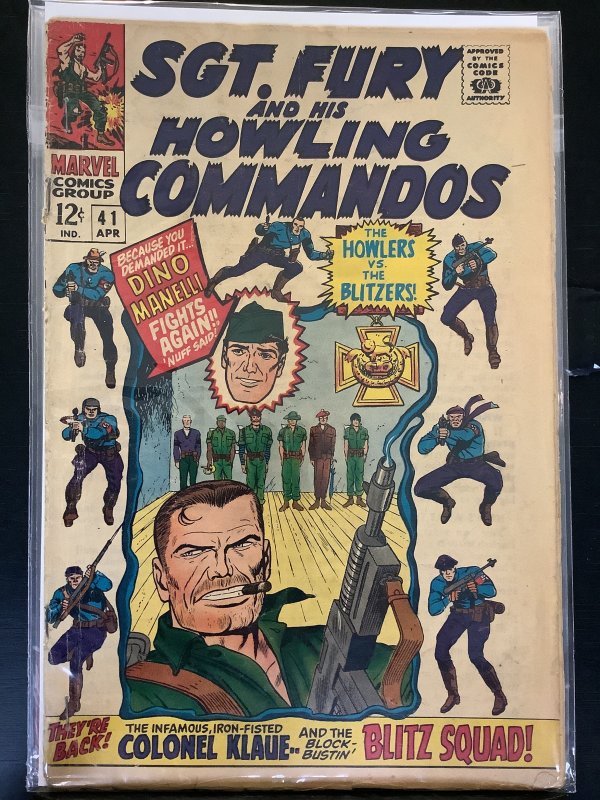 SGT. FURY
AND HIS
HOWLING
COMMANDOS
APPROVED
BY THE
COMICS
CODE
AUTHORITY
MARVEL
COMICS
GROUP
12¢ 41
IND. APR
BECAUSE YOU
DEMANDED IT...
DINO
MANELLI
FIGHTS
AGAIN!!
'NUFF SAID!
THE
HOWLERS
VS.
THE
BLITZERS!
THEY'RE
BACK!
THE INFAMOUS, IRON-FISTED
COLONEL KLAUE..
AND THE
BLOCK-
BUSTIN'
BLITZ SQUAD!